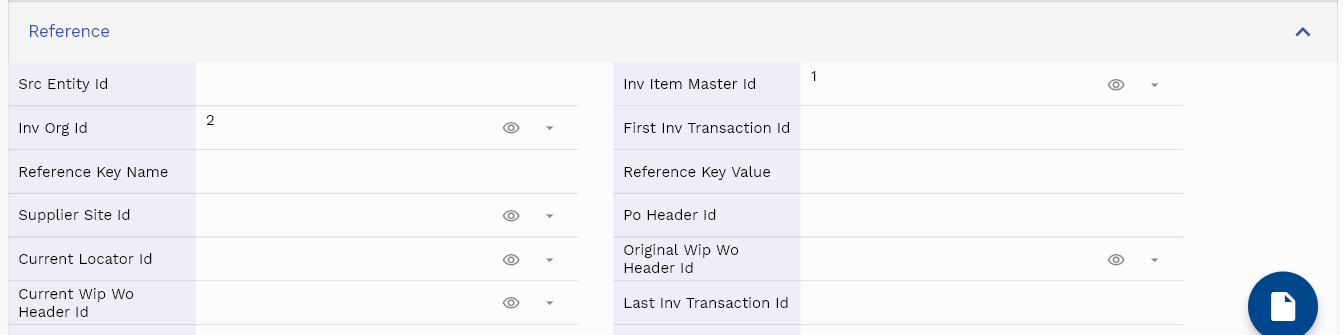 Reference
Src Entity Id
Inv Item Master Id 1
Inv Org Id 2
First Inv Transaction Id
Reference Key Name
Reference Key Value
Supplier Site Id
Po Header Id
Current Locator Id
Original Wip Wo
Header Id
Current Wip Wo
Header Id
Last Inv Transaction Id